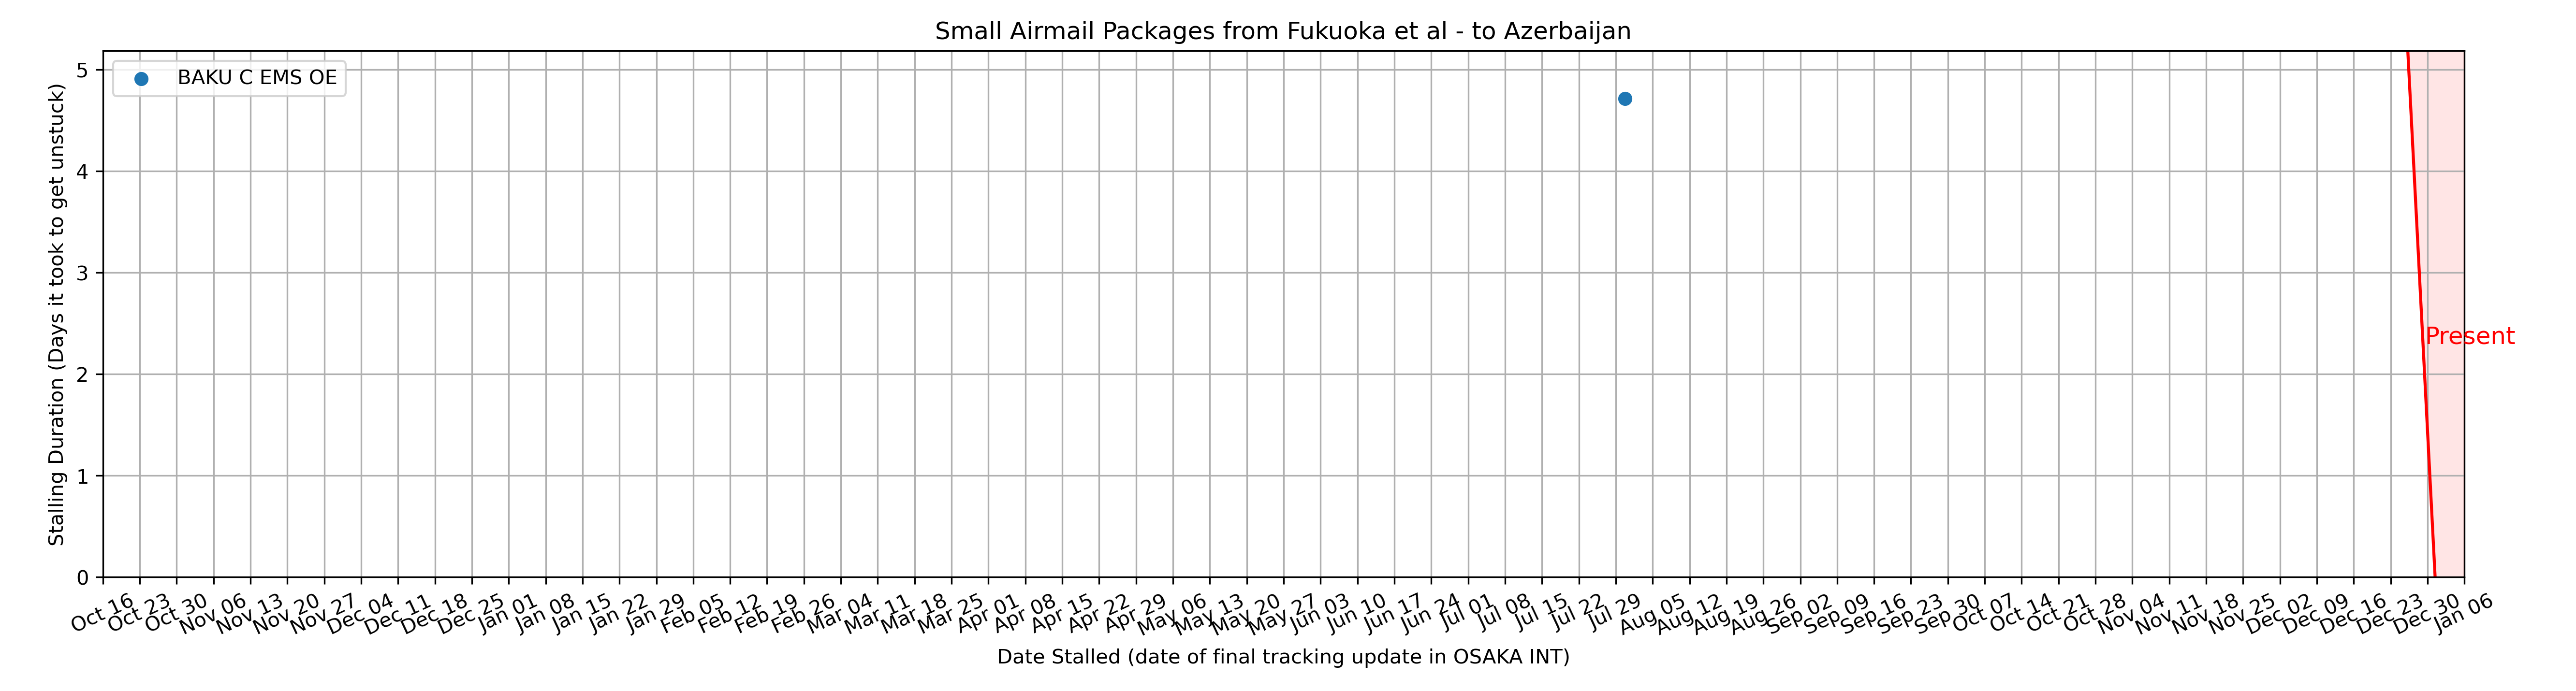 Small Airmail Packages from Fukuoka et al - to Azerbaijan
BAKU C EMS OE
Stalling Duration (Days it took to get unstuck)
5
4
3
2
1
0
Present
Oct 16
Oct 23
Oct 30
Nov 06
Nov 13
Nov 20
Nov 27
Dec 04
Dec 11
Dec 18
Dec 25
Jan 01
Jan 08
Jan 15
Jan 22
Jan 29
Feb 05
Feb 12
Feb 19
Feb 26
Mar 04
Mar 11
Mar 18
Mar 25
Apr 01
Apr 08
Apr 15
Apr 22
Apr 29
May 06
May 13
May 20
May 27
Jun 03
Jun 10
Jun 17
Jun 24
Jul 01
Jul 08
Jul 15
Jul 22
Jul 29
Aug 05
Aug 12
Aug 19
Aug 26
Sep 02
Sep 09
Sep 16
Sep 23
Sep 30
Oct 07
Oct 14
Oct 21
Oct 28
Nov 04
Nov 11
Nov 18
Nov 25
Dec 02
Dec 09
Dec 16
Dec 23
Dec 30
Jan 06
Date Stalled (date of final tracking update in OSAKA INT)